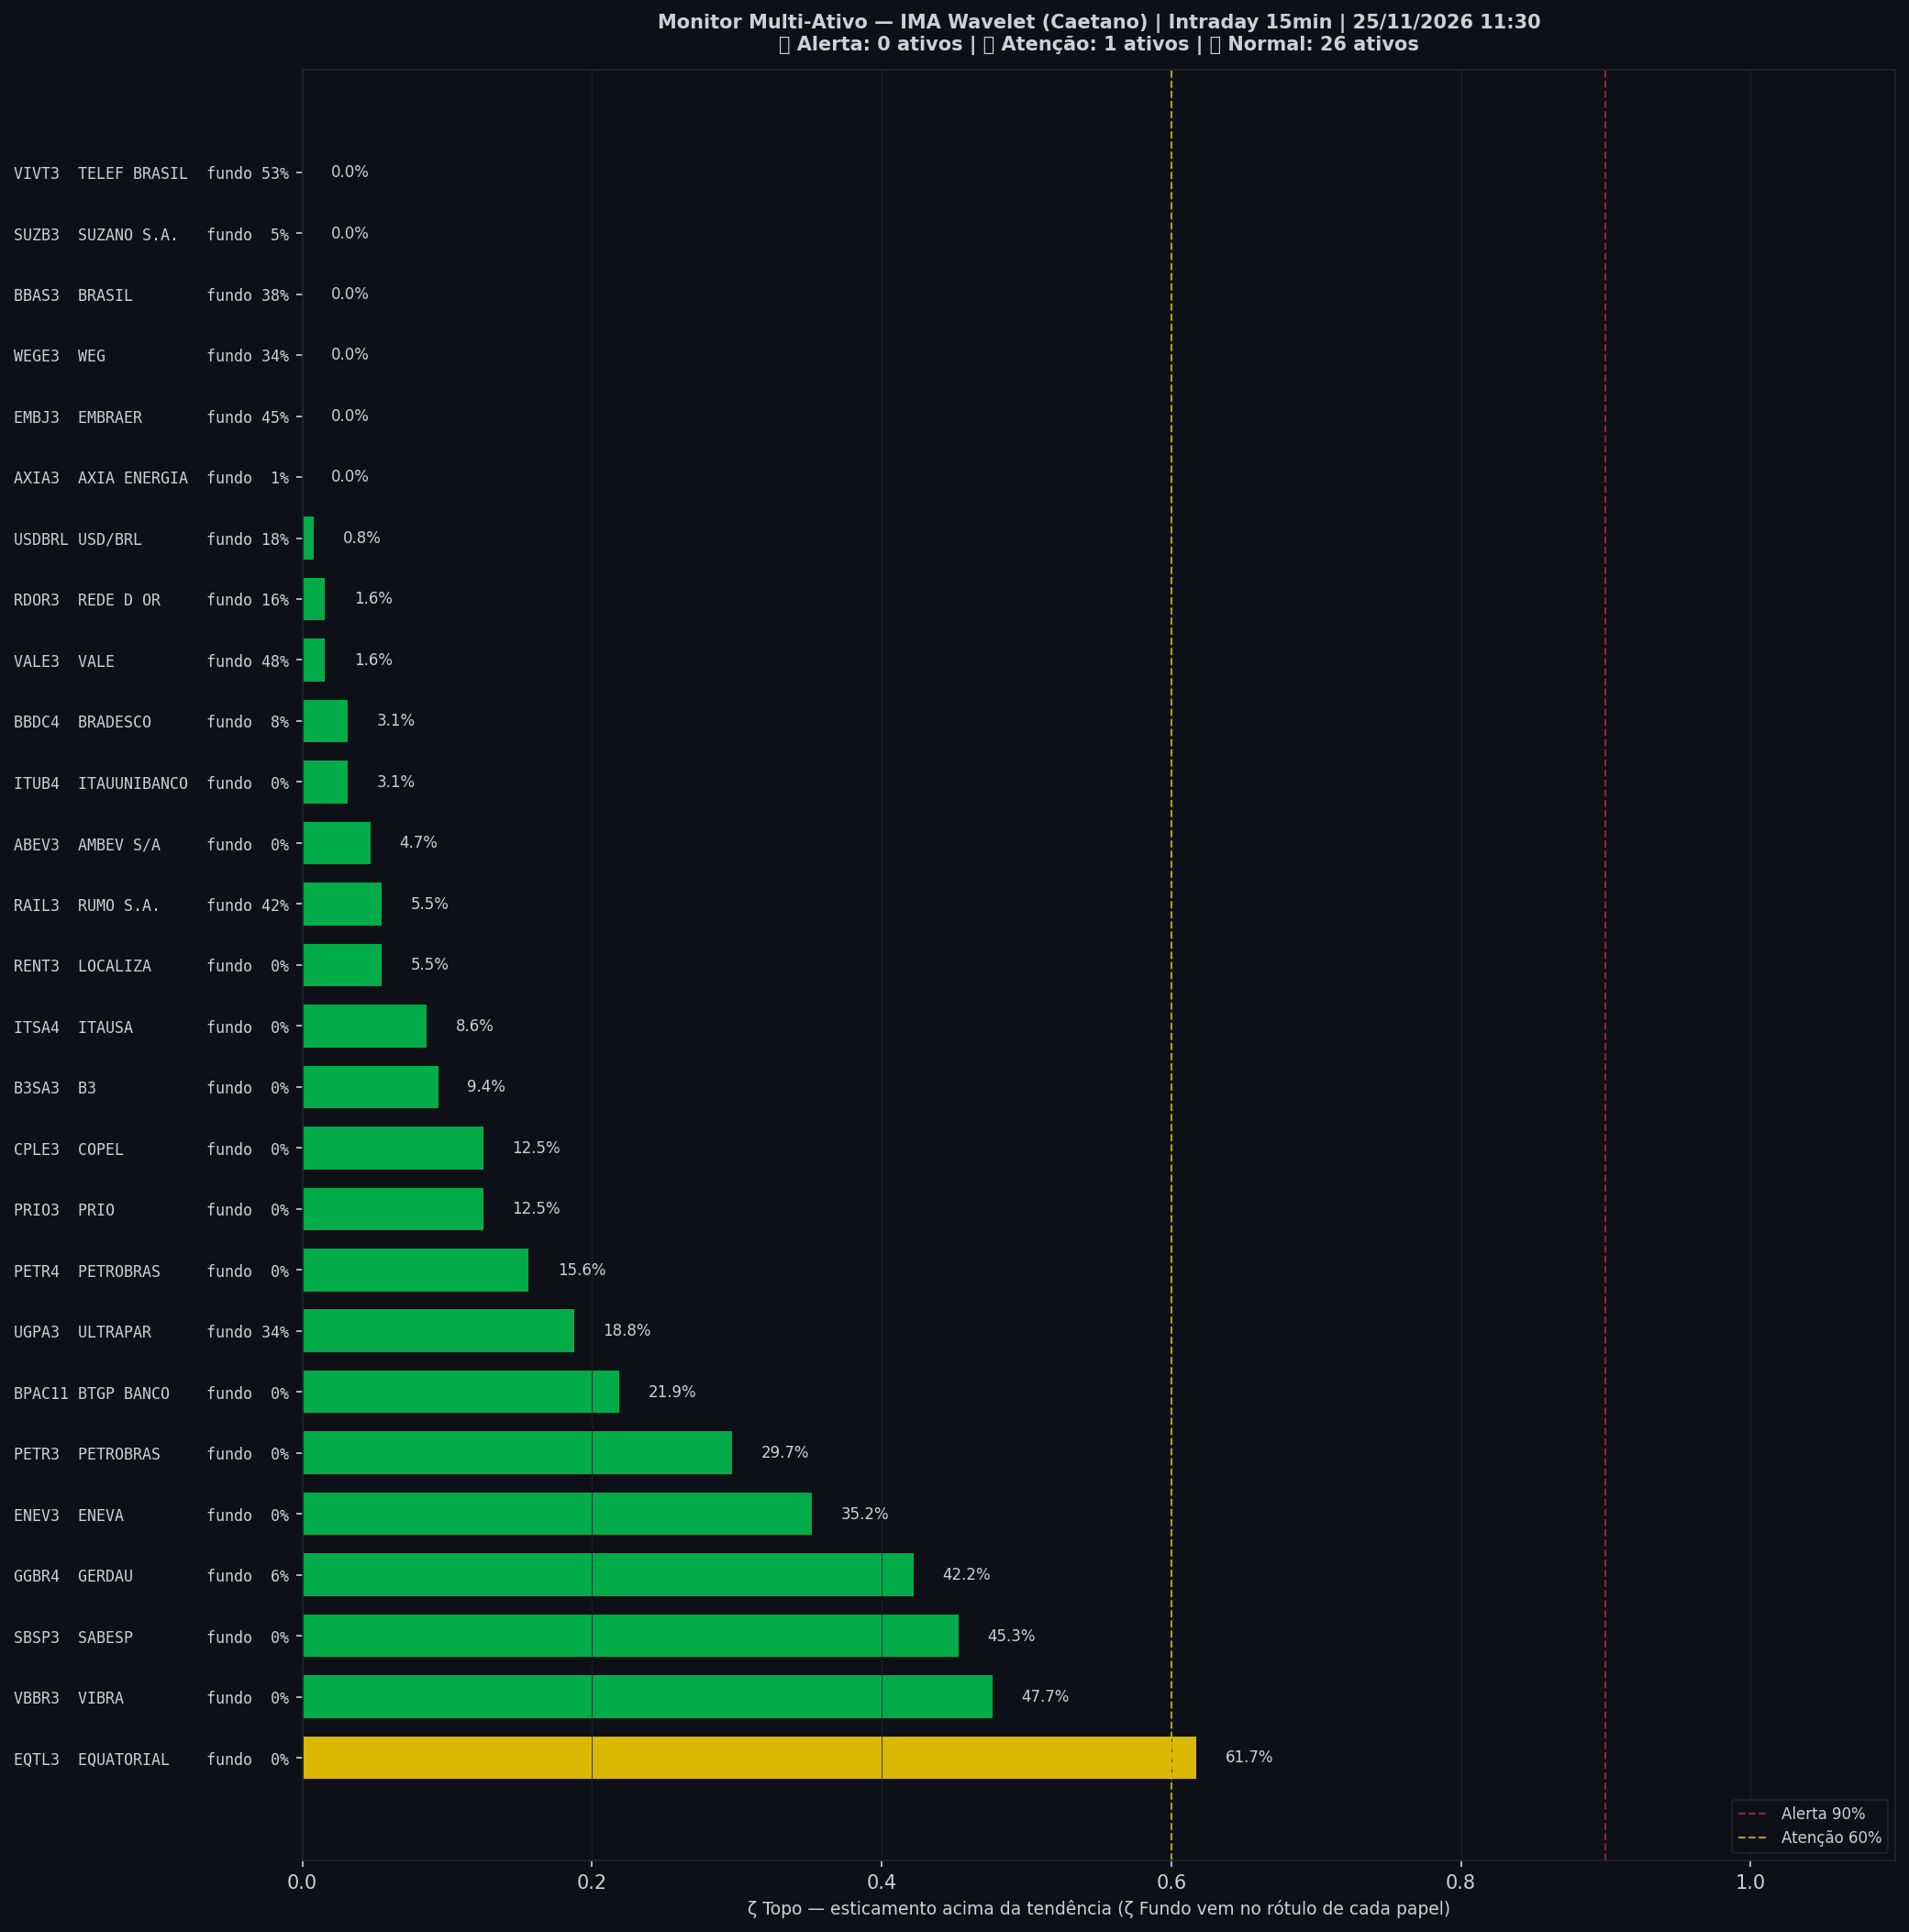 Monitor Multi-Ativo — IMA Wavelet (Caetano) | Intraday 15min | 25/11/2026 11:30
Alerta: 0 ativos | Atenção: 1 ativos | Normal: 26 ativos
VIVT3 TELEF BRASIL fundo 53% 0.0%
SUZB3 SUZANO S.A. fundo 5% 0.0%
BBAS3 BRASIL fundo 38% 0.0%
WEGE3 WEG fundo 34% 0.0%
EMBJ3 EMBRAER fundo 45% 0.0%
AXIA3 AXIA ENERGIA fundo 1% 0.0%
USDBRL USD/BRL fundo 18% 0.8%
RDOR3 REDE D OR fundo 16% 1.6%
VALE3 VALE fundo 48% 1.6%
BBDC4 BRADESCO fundo 8% 3.1%
ITUB4 ITAUUNIBANCO fundo 0% 3.1%
ABEV3 AMBEV S/A fundo 0% 4.7%
RAIL3 RUMO S.A. fundo 42% 5.5%
RENT3 LOCALIZA fundo 0% 5.5%
ITSA4 ITAUSA fundo 0% 8.6%
B3SA3 B3 fundo 0% 9.4%
CPLE3 COPEL fundo 0% 12.5%
PRIO3 PRIO fundo 0% 12.5%
PETR4 PETROBRAS fundo 0% 15.6%
UGPA3 ULTRAPAR fundo 34% 18.8%
BPAC11 BTGP BANCO fundo 0% 21.9%
PETR3 PETROBRAS fundo 0% 29.7%
ENEV3 ENEVA fundo 0% 35.2%
GGBR4 GERDAU fundo 6% 42.2%
SBSP3 SABESP fundo 0% 45.3%
VBBR3 VIBRA fundo 0% 47.7%
EQTL3 EQUATORIAL fundo 0% 61.7%
Alerta 90%
Atenção 60%
0.0 0.2 0.4 0.6 0.8 1.0
ζ Topo — esticamento acima da tendência (ζ Fundo vem no rótulo de cada papel)